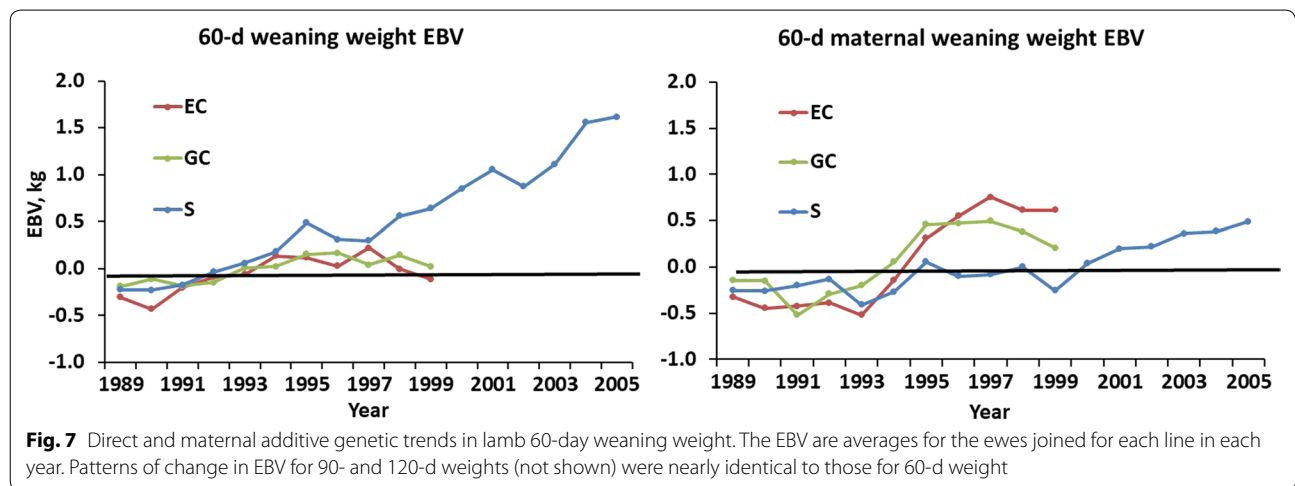 60-d weaning weight EBV
2.0
1.5
1.0
0.5
0.0
-0.5
-1.0
EBV, kg
EC
GC
S
1989 1991 1993 1995 1997 1999 2001 2003 2005
Year
60-d maternal weaning weight EBV
2.0
1.5
1.0
0.5
0.0
-0.5
-1.0
EC
GC
S
1989 1991 1993 1995 1997 1999 2001 2003 2005
Year
Fig. 7 Direct and maternal additive genetic trends in lamb 60-day weaning weight. The EBV are averages for the ewes joined for each line in each
year. Patterns of change in EBV for 90- and 120-d weights (not shown) were nearly identical to those for 60-d weight